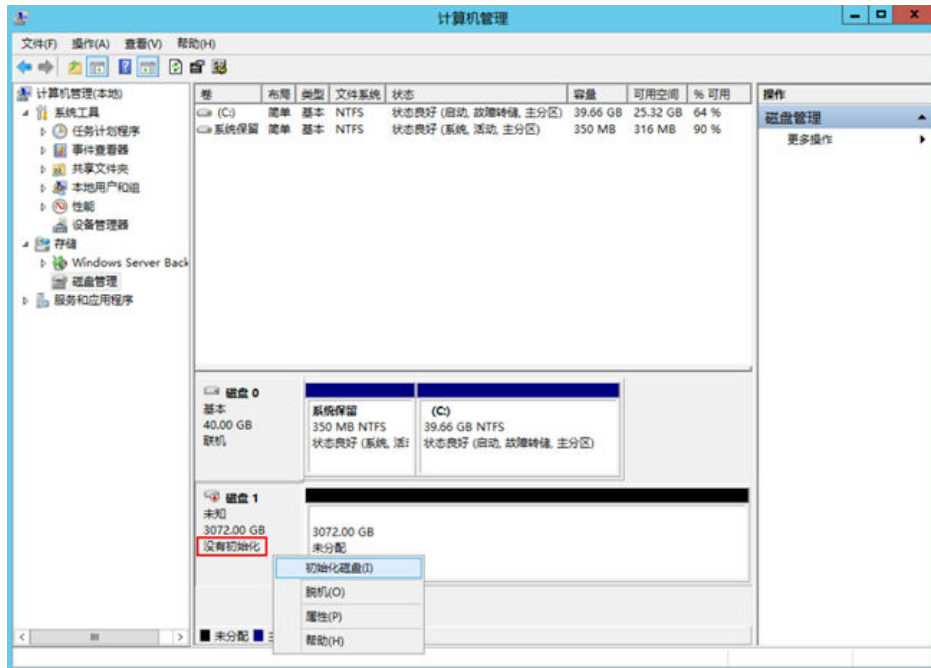 计算机管理
文件(F) 操作(A) 查看(V) 帮助(H)
计算机管理(本地)
系统工具
任务计划程序
事件查看器
共享文件夹
本地用户和组
性能
设备管理器
存储
Windows Server Back
磁盘管理
服务和应用程序
卷 布局 类型 文件系统 状态 容量 可用空间 % 可用
(C:) 简单 基本 NTFS 状态良好 (启动, 故障转储, 主分区) 39.66 GB 25.32 GB 64 %
系统保留 简单 基本 NTFS 状态良好 (系统, 活动, 主分区) 350 MB 316 MB 90 %
操作
磁盘管理
更多操作
磁盘 0
基本
40.00 GB
联机
系统保留
350 MB NTFS
状态良好 (系统, 活
(C:)
39.66 GB NTFS
状态良好 (启动, 故障转储, 主分区)
磁盘 1
未知
3072.00 GB
没有初始化
3072.00 GB
未分配
初始化磁盘(I)
脱机(O)
属性(P)
帮助(H)
未分配